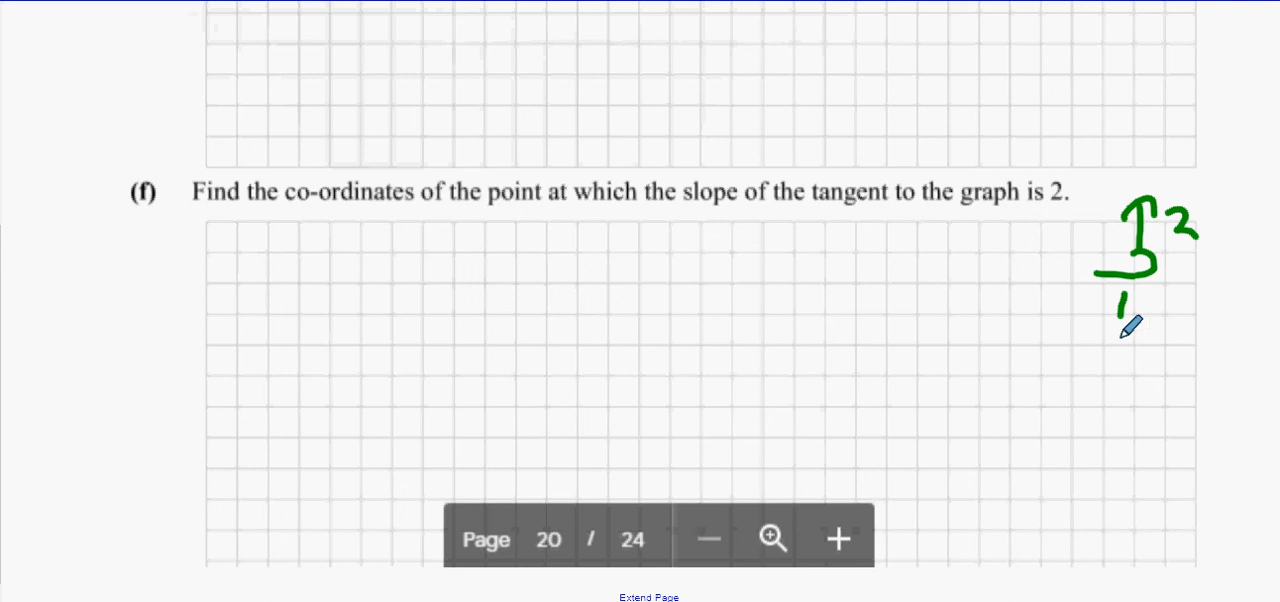 (f) Find the co-ordinates of the point at which the slope of the tangent to the graph is 2.
2
1
Page 20 / 24
Extend Page